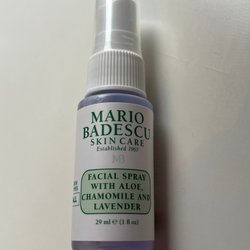 MARIO
BADESCU
SKIN CARE
Established 1967
MB
FACIAL SPRAY
WITH ALOE,
CHAMOMILE AND
LAVENDER
29 ml e (1 fl oz)